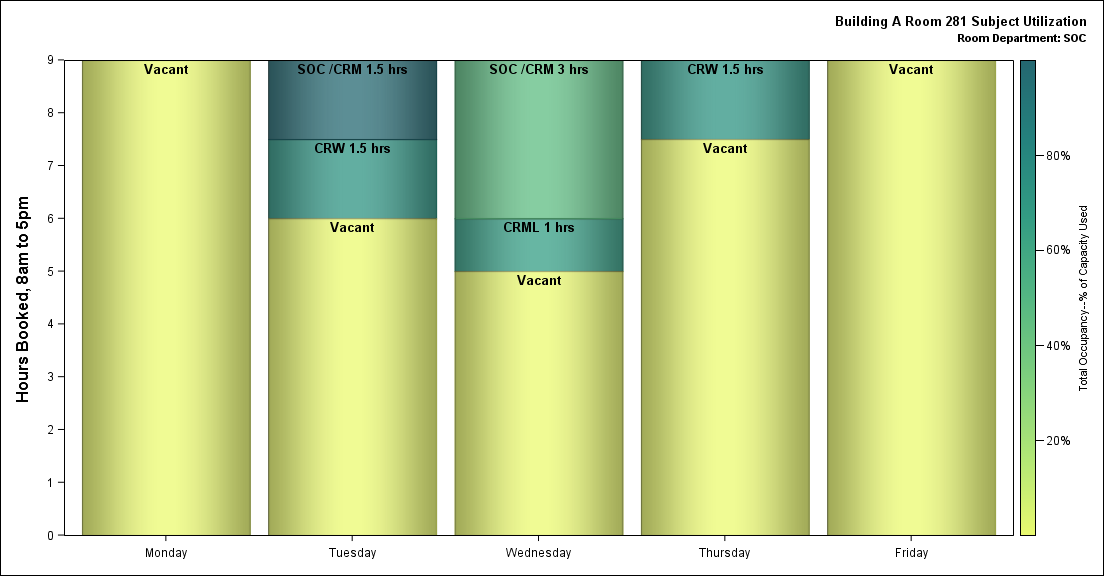 Building A Room 281 Subject Utilization
Room Department: SOC
Hours Booked, 8am to 5pm
9
8
7
6
5
4
3
2
1
0
Vacant
SOC /CRM 1.5 hrs
CRW 1.5 hrs
Vacant
SOC /CRM 3 hrs
CRML 1 hrs
Vacant
CRW 1.5 hrs
Vacant
Vacant
Monday
Tuesday
Wednesday
Thursday
Friday
80%
60%
40%
20%
Total Occupancy--% of Capacity Used